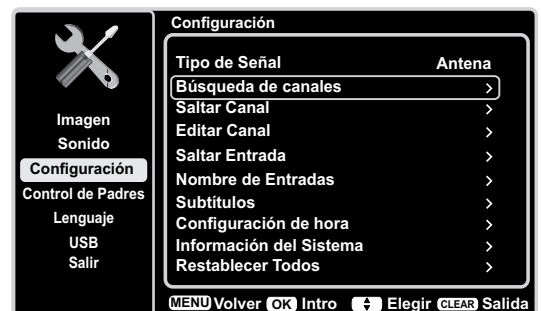 Configuración
Imagen
Sonido
Configuración
Control de Padres
Lenguaje
USB
Salir
Tipo de Señal Antena
Búsqueda de canales >
Saltar Canal >
Editar Canal >
Saltar Entrada >
Nombre de Entradas >
Subtítulos >
Configuración de hora >
Información del Sistema >
Restablecer Todos >
MENU Volver OK Intro Elegir CLEAR Salida